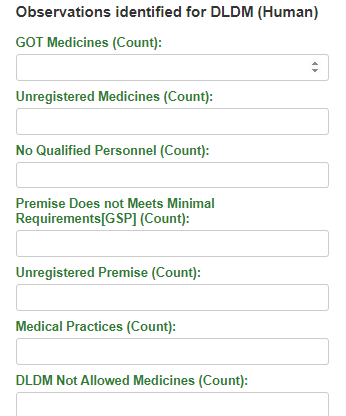 Observations identified for DLDM (Human)
GOT Medicines (Count):
Unregistered Medicines (Count):
No Qualified Personnel (Count):
Premise Does not Meets Minimal
Requirements[GSP] (Count):
Unregistered Premise (Count):
Medical Practices (Count):
DLDM Not Allowed Medicines (Count):